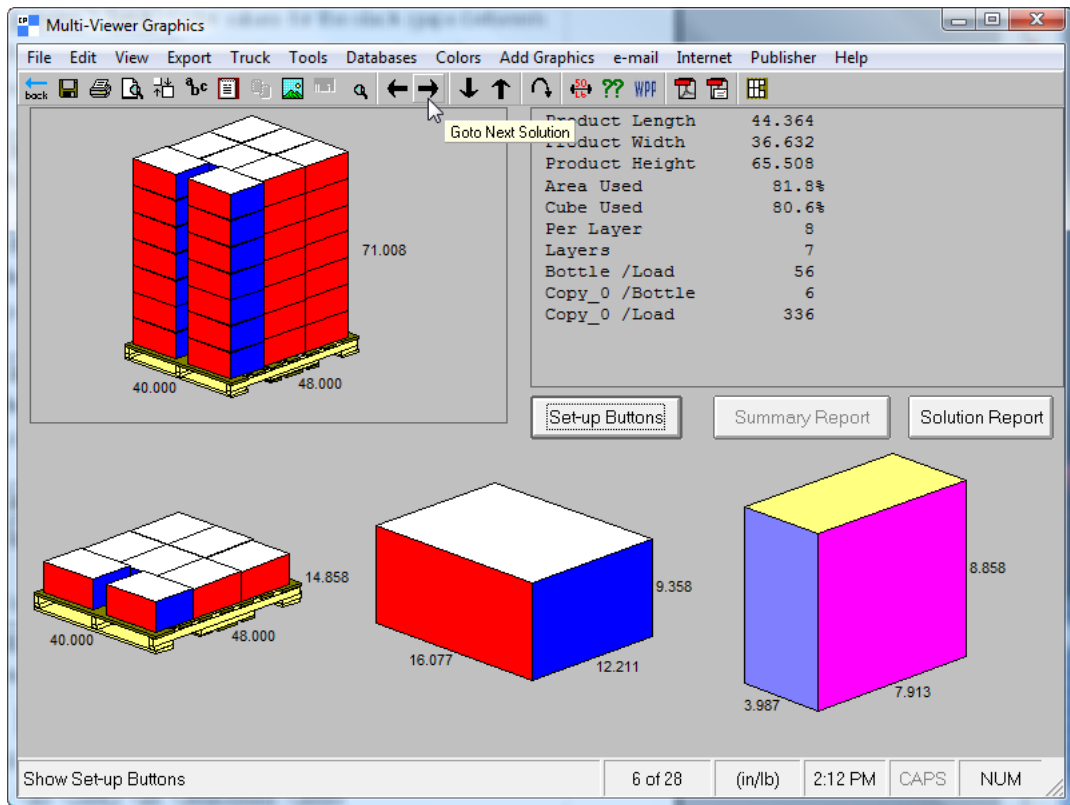 Multi-Viewer Graphics
File Edit View Export Truck Tools Databases Colors Add Graphics e-mail Internet Publisher Help
back abc 50 LB ?? WPF
Goto Next Solution
Product Length 44.364
Product Width 36.632
Product Height 65.508
Area Used 81.8%
Cube Used 80.6%
Per Layer 8
Layers 7
Bottle /Load 56
Copy_0 /Bottle 6
Copy_0 /Load 336
71.008
40.000 48.000
Set-up Buttons Summary Report Solution Report
14.858
40.000 48.000
9.358
16.077 12.211
8.858
3.987 7.913
Show Set-up Buttons 6 of 28 (in/lb) 2:12 PM CAPS NUM